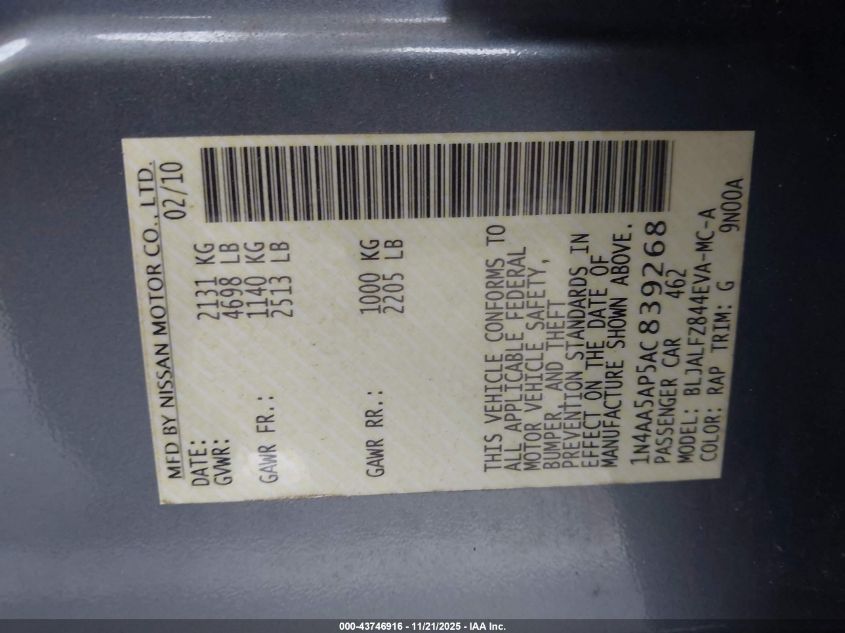 MFD BY NISSAN MOTOR CO., LTD.
DATE: 02/10
GVWR: 2131 KG
4698 LB
GAWR FR.: 1140 KG
2513 LB
GAWR RR.: 1000 KG
2205 LB
THIS VEHICLE CONFORMS TO
ALL APPLICABLE FEDERAL
MOTOR VEHICLE SAFETY,
BUMPER, AND THEFT
PREVENTION STANDARDS IN
EFFECT ON THE DATE OF
MANUFACTURE SHOWN ABOVE.
1N4AA5AP5AC839268
PASSENGER CAR 462
MODEL: BLJALFZ844EVA-MC-A
COLOR: RAP TRIM: G 9N00A
000-43746916 - 11/21/2025 - IAA Inc.